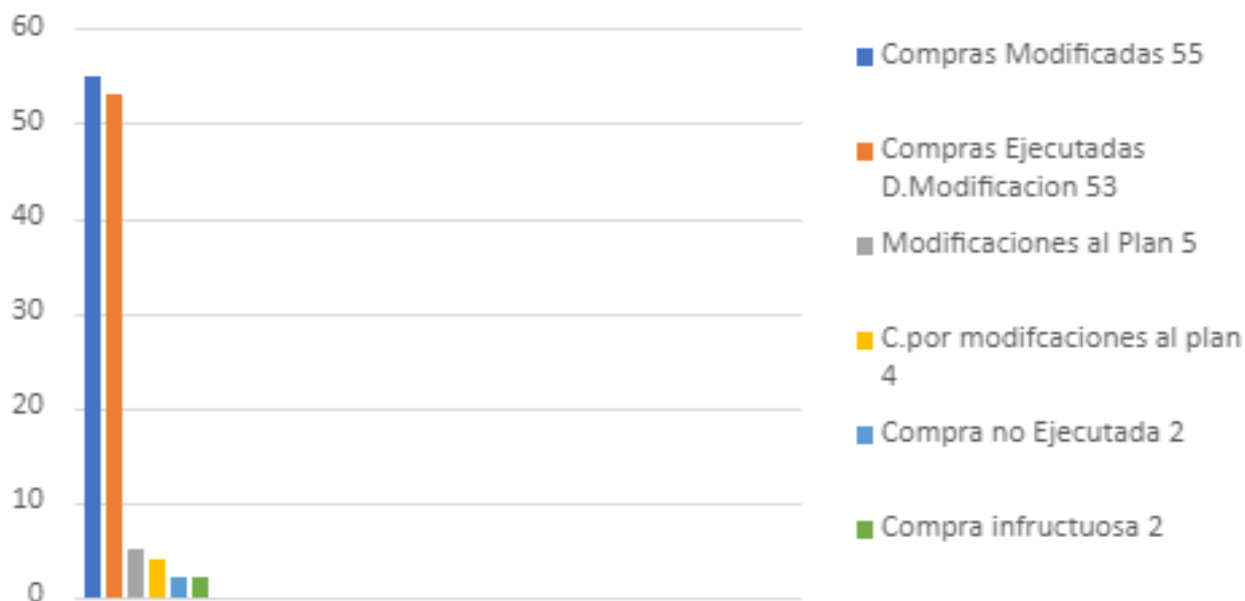 60
50
40
30
20
10
0
Compras Modificadas 55
Compras Ejecutadas
D.Modificacion 53
Modificaciones al Plan 5
C.por modifcaciones al plan
4
Compra no Ejecutada 2
Compra infructuosa 2